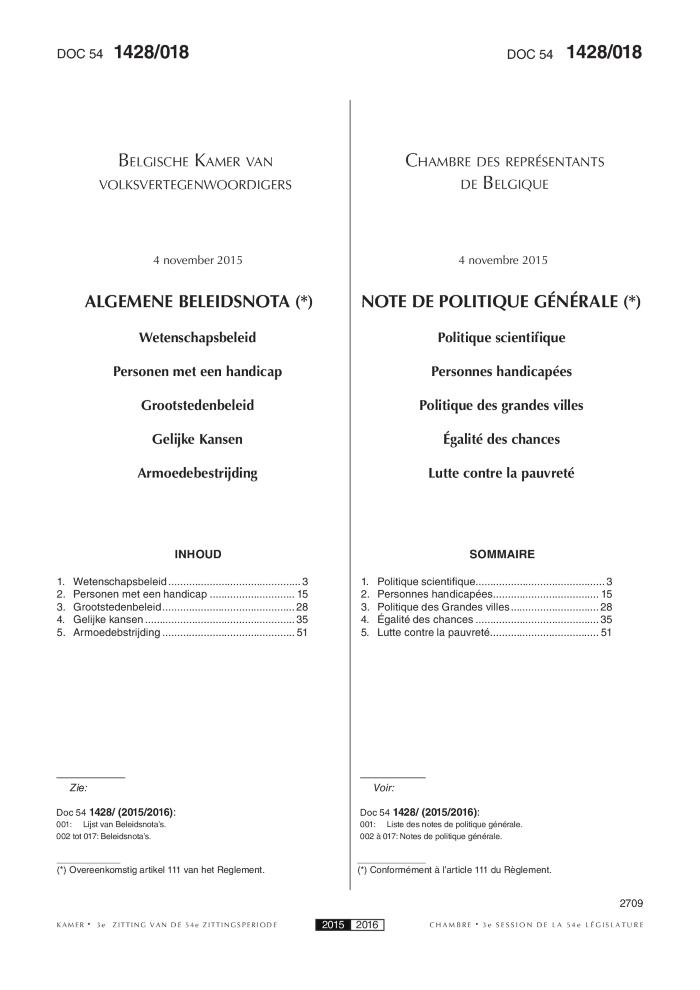 DOC 54 1428/018
DOC 54 1428/018
BELGISCHE KAMER VAN
VOLKSVERTEGENWOORDIGERS
4 november 2015
ALGEMENE BELEIDSNOTA (*)
Wetenschapsbeleid
Personen met een handicap
Grootstedenbeleid
Gelijke Kansen
Armoedebestrijding
INHOUD
1. Wetenschapsbeleid............................................. 3
2. Personen met een handicap ............................. 15
3. Grootstedenbeleid............................................. 28
4. Gelijke kansen................................................... 35
5. Armoedebstrijding ............................................. 51
Zie:
Doc 54 1428/ (2015/2016):
001: Lijst van Beleidsnota's.
002 tot 017: Beleidsnota's.
(*) Overeenkomstig artikel 111 van het Reglement.
CHAMBRE DES REPRÉSENTANTS
DE BELGIQUE
4 novembre 2015
NOTE DE POLITIQUE GÉNÉRALE (*)
Politique scientifique
Personnes handicapées
Politique des grandes villes
Égalité des chances
Lutte contre la pauvreté
SOMMAIRE
1. Politique scientifique............................................ 3
2. Personnes handicapées.................................... 15
3. Politique des Grandes villes.............................. 28
4. Égalité des chances .......................................... 35
5. Lutte contre la pauvreté..................................... 51
Voir:
Doc 54 1428/ (2015/2016):
001: Liste des notes de politique générale.
002 à 017: Notes de politique générale.
(*) Conformément à l'article 111 du Règlement.
2709
KAMER • 3e ZITTING VAN DE 54e ZITTINGSPERIODE
2015 2016
CHAMBRE • 3e SESSION DE LA 54e LÉGISLATURE